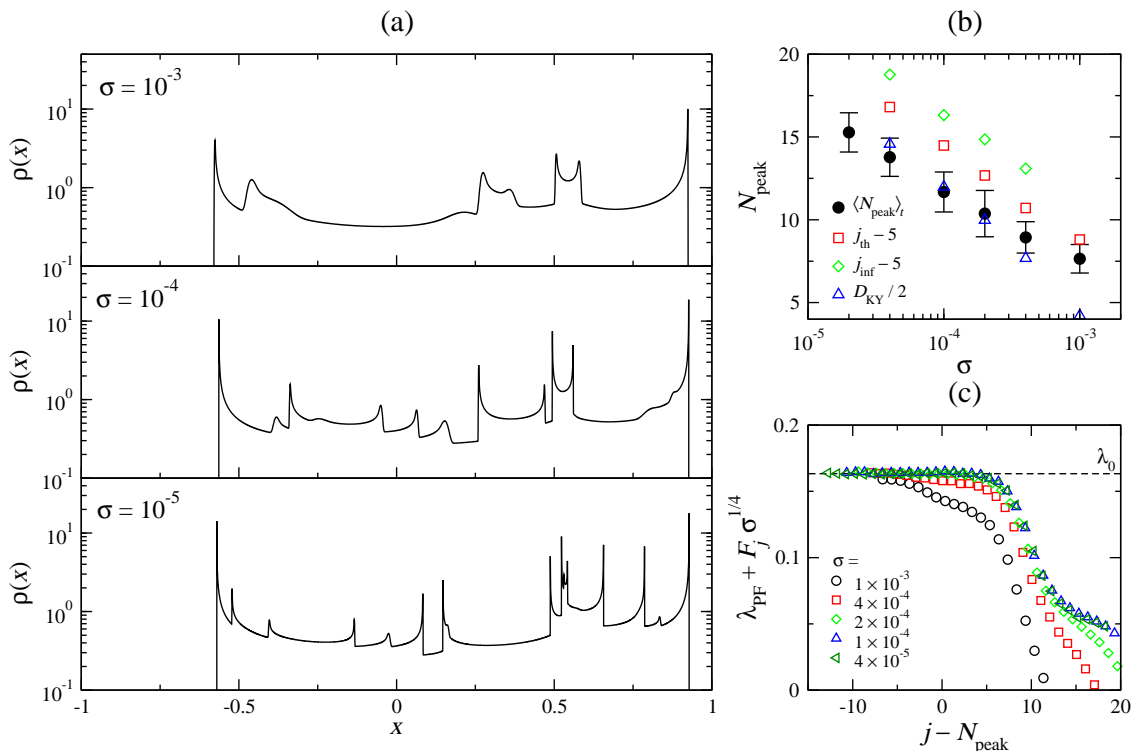 (a)
σ = 10⁻³
ρ(x)
10¹
10⁰
10⁻¹
σ = 10⁻⁴
ρ(x)
10¹
10⁰
10⁻¹
σ = 10⁻⁵
ρ(x)
10¹
10⁰
10⁻¹
-1 -0.5 0 0.5 1
x
(b)
N_peak
20
15
10
5
⟨N_peak⟩_t
j_th − 5
j_inf − 5
D_KY / 2
10⁻⁵ 10⁻⁴ 10⁻³
σ
(c)
λ_PF + F_j σ^1/4
0.2
0.1
0
λ₀
σ =
1 × 10⁻³
4 × 10⁻⁴
2 × 10⁻⁴
1 × 10⁻⁴
4 × 10⁻⁵
-10 0 10 20
j − N_peak